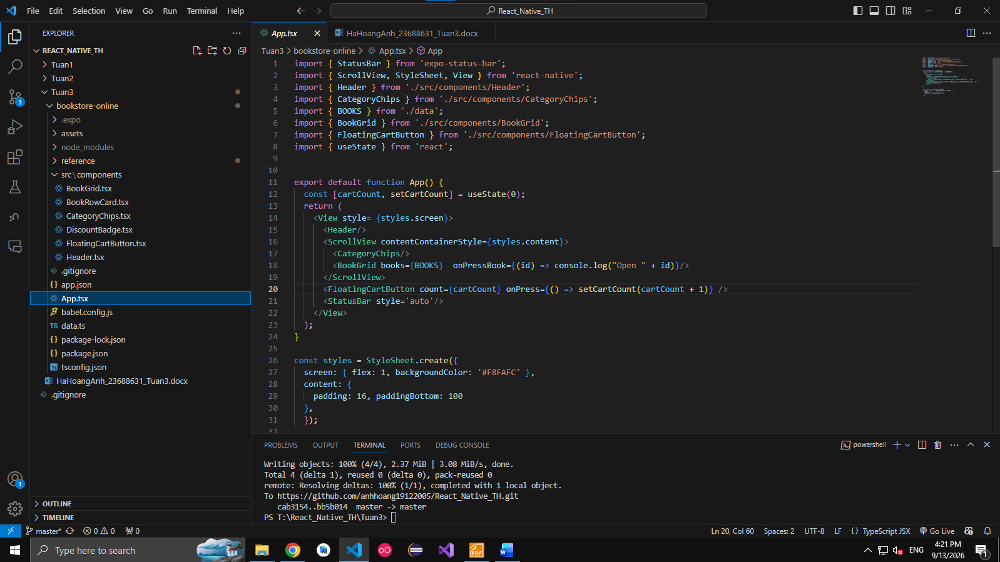 File Edit Selection View Go Run Terminal Help
React_Native_TH
EXPLORER
REACT_NATIVE_TH
Tuan1
Tuan2
Tuan3
bookstore-online
.expo
assets
node_modules
reference
src\components
BookGrid.tsx
BookRowCard.tsx
CategoryChips.tsx
DiscountBadge.tsx
FloatingCartButton.tsx
Header.tsx
.gitignore
app.json
App.tsx
babel.config.js
data.ts
package-lock.json
package.json
tsconfig.json
HaHoangAnh_23688631_Tuan3.docx
.gitignore
OUTLINE
TIMELINE
3
1
App.tsx
HaHoangAnh_23688631_Tuan3.docx
Tuan3 > bookstore-online > App.tsx > App
1 import { StatusBar } from 'expo-status-bar';
2 import { ScrollView, StyleSheet, View } from 'react-native';
3 import { Header } from './src/components/Header';
4 import { CategoryChips } from './src/components/CategoryChips';
5 import { BOOKS } from './data';
6 import { BookGrid } from './src/components/BookGrid';
7 import { FloatingCartButton } from './src/components/FloatingCartButton';
8 import { useState } from 'react';
9
10
11 export default function App() {
12 const [cartCount, setCartCount] = useState(0);
13 return (
14 <View style= {styles.screen}>
15 <Header/>
16 <ScrollView contentContainerStyle={styles.content}>
17 <CategoryChips/>
18 <BookGrid books={BOOKS}  onPressBook={(id) => console.log("Open " + id)}/>
19 </ScrollView>
20 <FloatingCartButton count={cartCount} onPress={() => setCartCount(cartCount + 1)} />
21 <StatusBar style='auto'/>
22 </View>
23 );
24 }
25
26 const styles = StyleSheet.create({
27 screen: { flex: 1, backgroundColor: '#F8FAFC' },
28 content: {
29 padding: 16, paddingBottom: 100
30 },
31 });
32
PROBLEMS OUTPUT TERMINAL PORTS DEBUG CONSOLE
powershell
Writing objects: 100% (4/4), 2.37 MiB | 3.08 MiB/s, done.
Total 4 (delta 1), reused 0 (delta 0), pack-reused 0
remote: Resolving deltas: 100% (1/1), completed with 1 local object.
To https://github.com/anhhoang19122005/React_Native_TH.git
cab3154..bb5b014  master -> master
PS T:\React_Native_TH\Tuan3>
master* 0 0 0
Ln 20, Col 60 Spaces: 2 UTF-8 LF {} TypeScript JSX Go Live
Type here to search
ENG
4:21 PM
9/13/2026
1